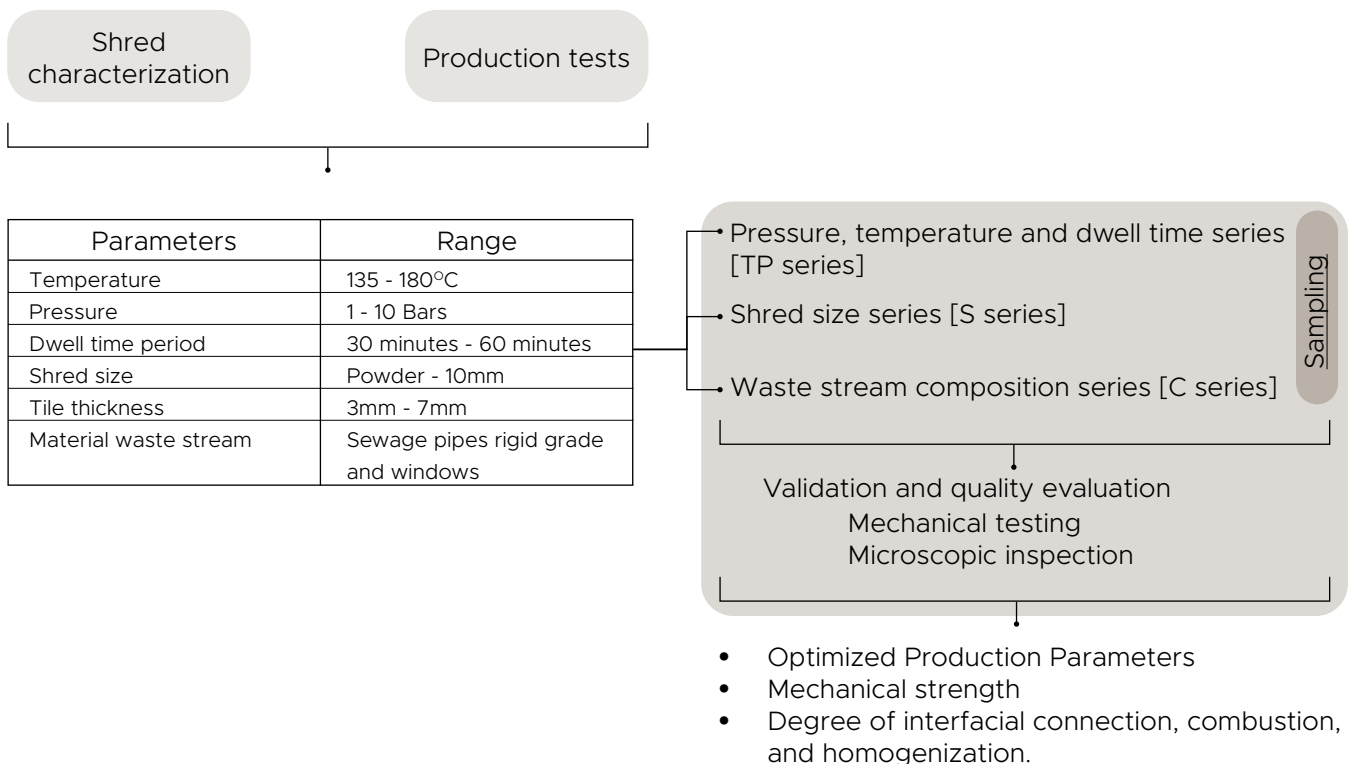 Shred
characterization
Production tests
Parameters
Range
Temperature
135 - 180°C
Pressure
1 - 10 Bars
Dwell time period
30 minutes - 60 minutes
Shred size
Powder - 10mm
Tile thickness
3mm - 7mm
Material waste stream
Sewage pipes rigid grade
and windows
Pressure, temperature and dwell time series
[TP series]
Shred size series [S series]
Waste stream composition series [C series]
Sampling
Validation and quality evaluation
Mechanical testing
Microscopic inspection
• Optimized Production Parameters
• Mechanical strength
• Degree of interfacial connection, combustion,
and homogenization.